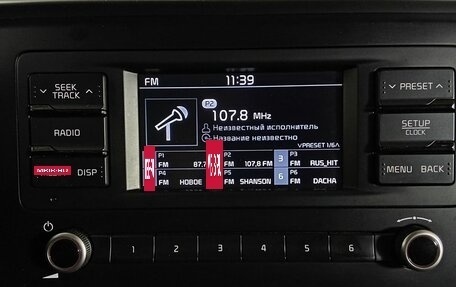 FM 11:39
SEEK TRACK
PRESET
P2
107.8 MHz
Неизвестный исполнитель
Название неизвестно
PRESET 1/6
RADIO
SETUP
CLOCK
DISP
MENU BACK
P1
FM 87.7
P2
FM 107,8 FM
3
P3
FM RUS_HIT
P4
FM НОВОЕ
P5
FM SHANSON
6
P6
FM DACHA
1 2 3 4 5 6